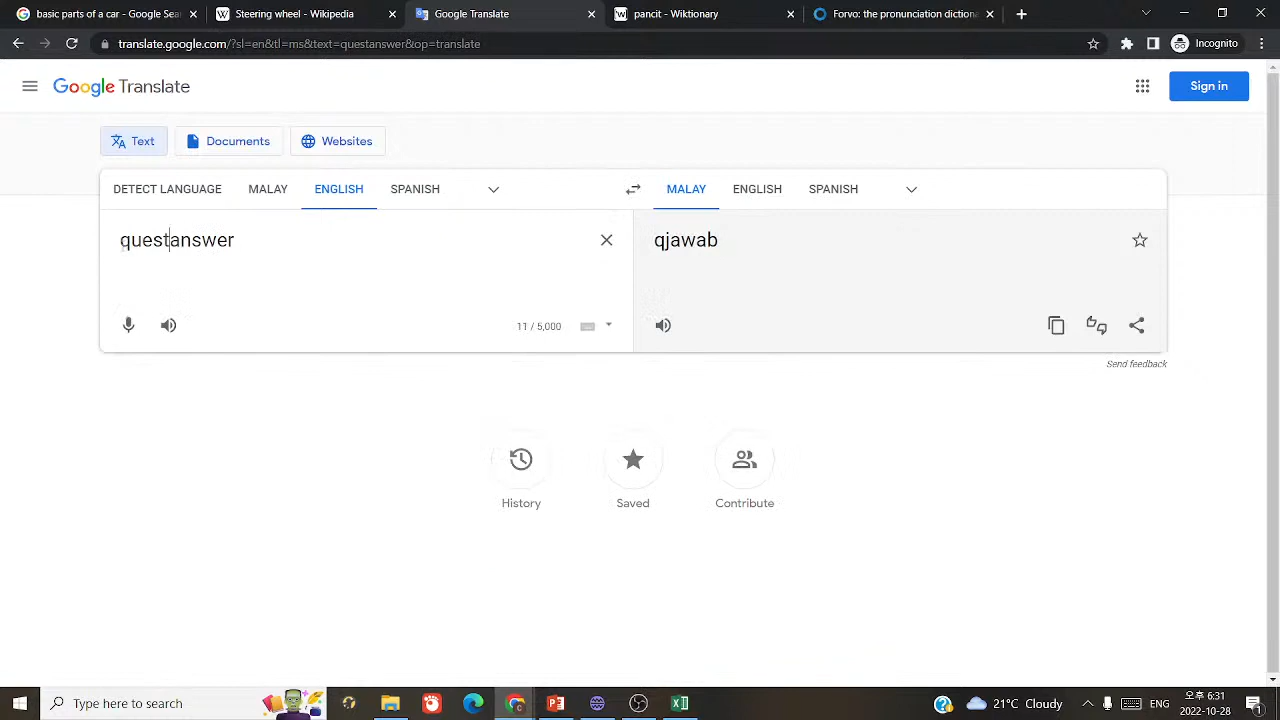 basic parts of a car - Google Sear
Steering wheel - Wikipedia
Google Translate
pancit - Wiktionary
Forvo: the pronunciation dictiona
translate.google.com/?sl=en&tl=ms&text=questanswer&op=translate
Incognito
Google Translate
Sign in
Text
Documents
Websites
DETECT LANGUAGE
MALAY
ENGLISH
SPANISH
MALAY
ENGLISH
SPANISH
questanswer
qjawab
11 / 5,000
Send feedback
History
Saved
Contribute
Type here to search
21°C Cloudy
ENG
오후 6:31
2022-10-28